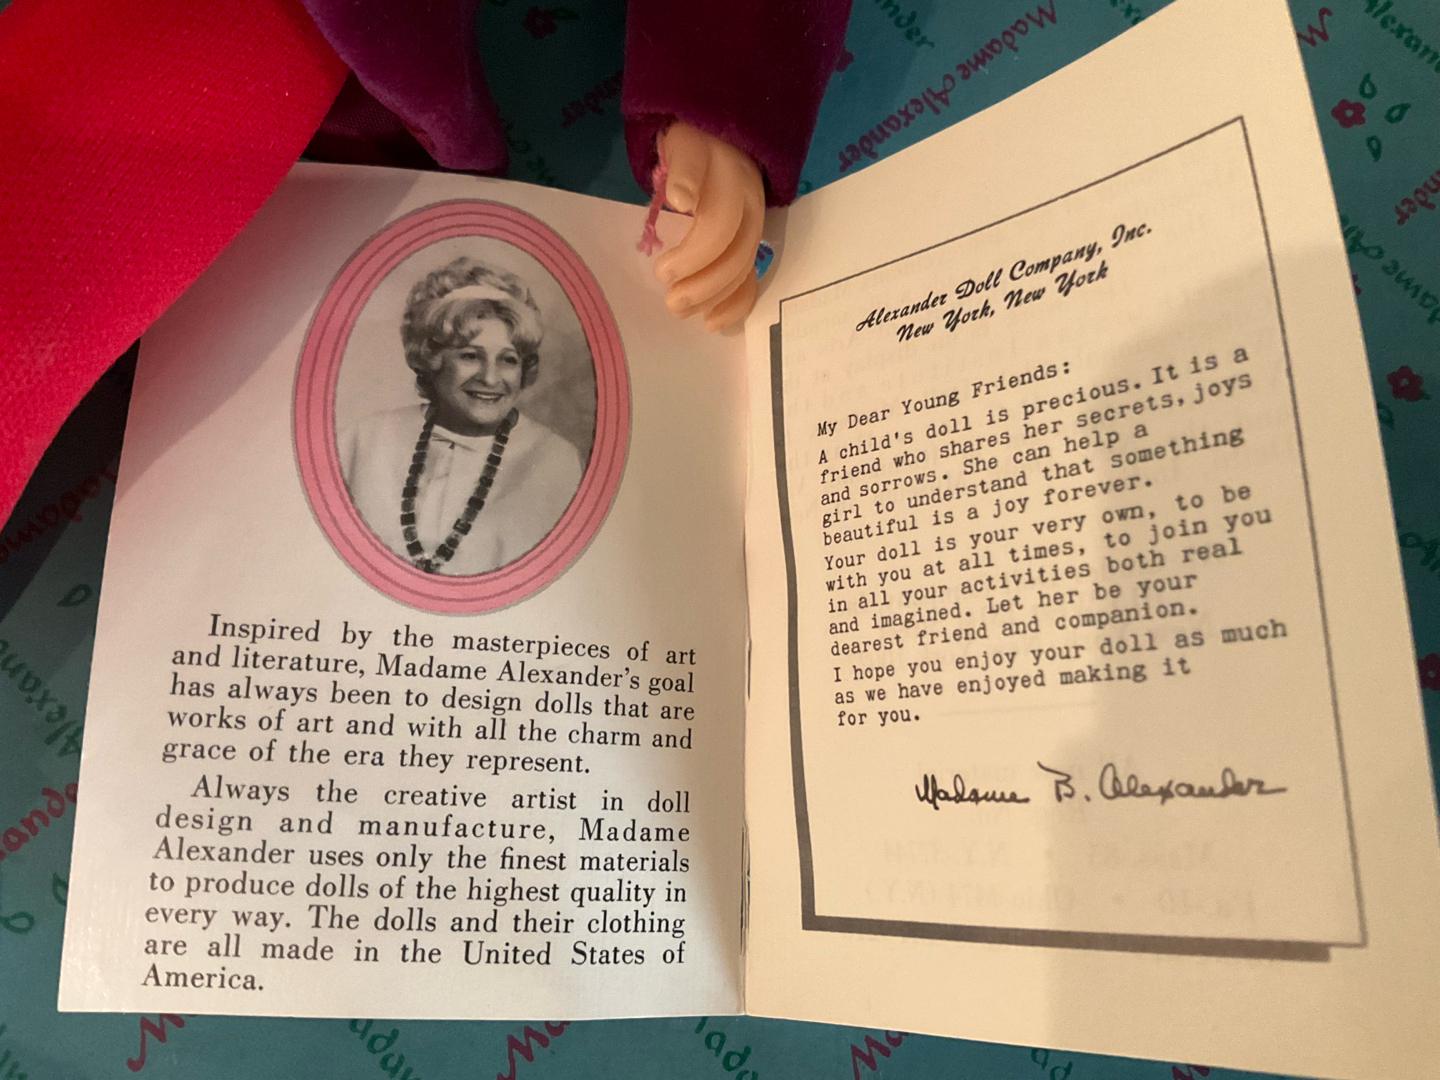 Inspired by the masterpieces of art
and literature, Madame Alexander's goal
has always been to design dolls that are
works of art and with all the charm and
grace of the era they represent.
Always the creative artist in doll
design and manufacture, Madame
Alexander uses only the finest materials
to produce dolls of the highest quality in
every way. The dolls and their clothing
are all made in the United States of
America.
Alexander Doll Company, Inc.
New York, New York
My Dear Young Friends:
A child's doll is precious. It is a
friend who shares her secrets, joys
and sorrows. She can help a
girl to understand that something
beautiful is a joy forever.
Your doll is your very own, to be
with you at all times, to join you
in all your activities both real
and imagined. Let her be your
dearest friend and companion.
I hope you enjoy your doll as much
as we have enjoyed making it
for you.
Madame B. Alexander
Madame Alexander